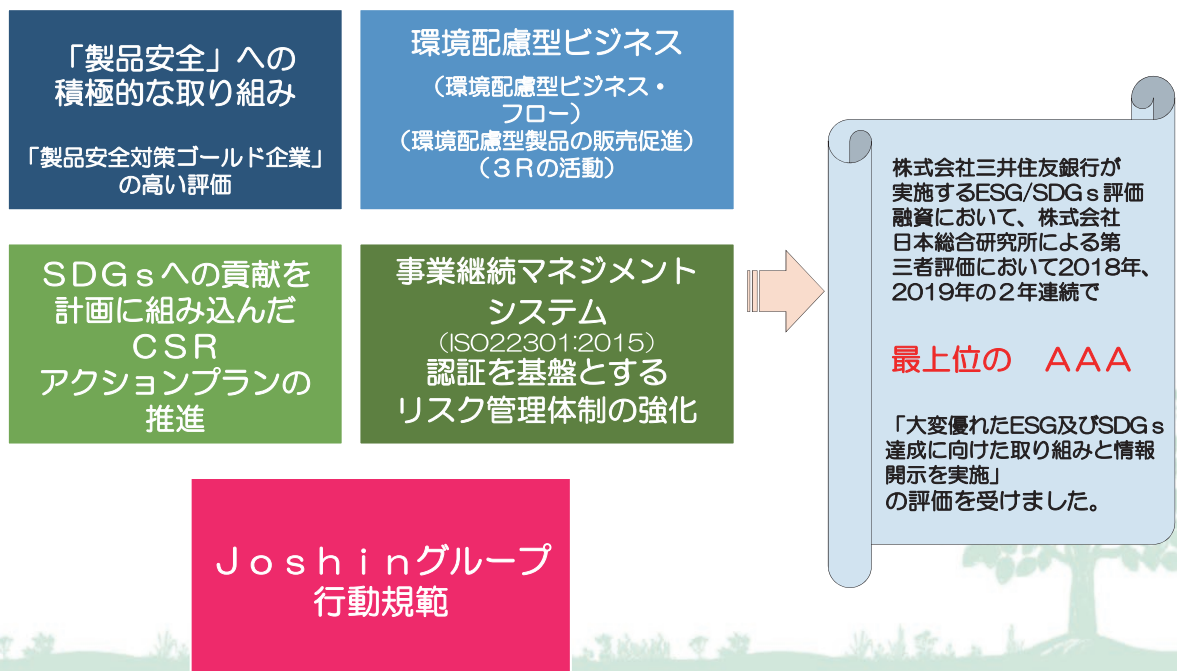 「製品安全」への
積極的な取り組み
「製品安全対策ゴールド企業」
の高い評価
環境配慮型ビジネス
（環境配慮型ビジネス・
フロー）
（環境配慮型製品の販売促進）
（３Ｒの活動）
ＳＤＧｓへの貢献を
計画に組み込んだ
ＣＳＲ
アクションプランの
推進
事業継続マネジメント
システム
（ISO22301:2015）
認証を基盤とする
リスク管理体制の強化
Ｊｏｓｈｉｎグループ
行動規範
株式会社三井住友銀行が
実施するESG/SDGｓ評価
融資において、株式会社
日本総合研究所による第
三者評価において2018年、
2019年の２年連続で
最上位の　ＡＡＡ
「大変優れたESG及びSDGｓ
達成に向けた取り組みと情報
開示を実施」
の評価を受けました。